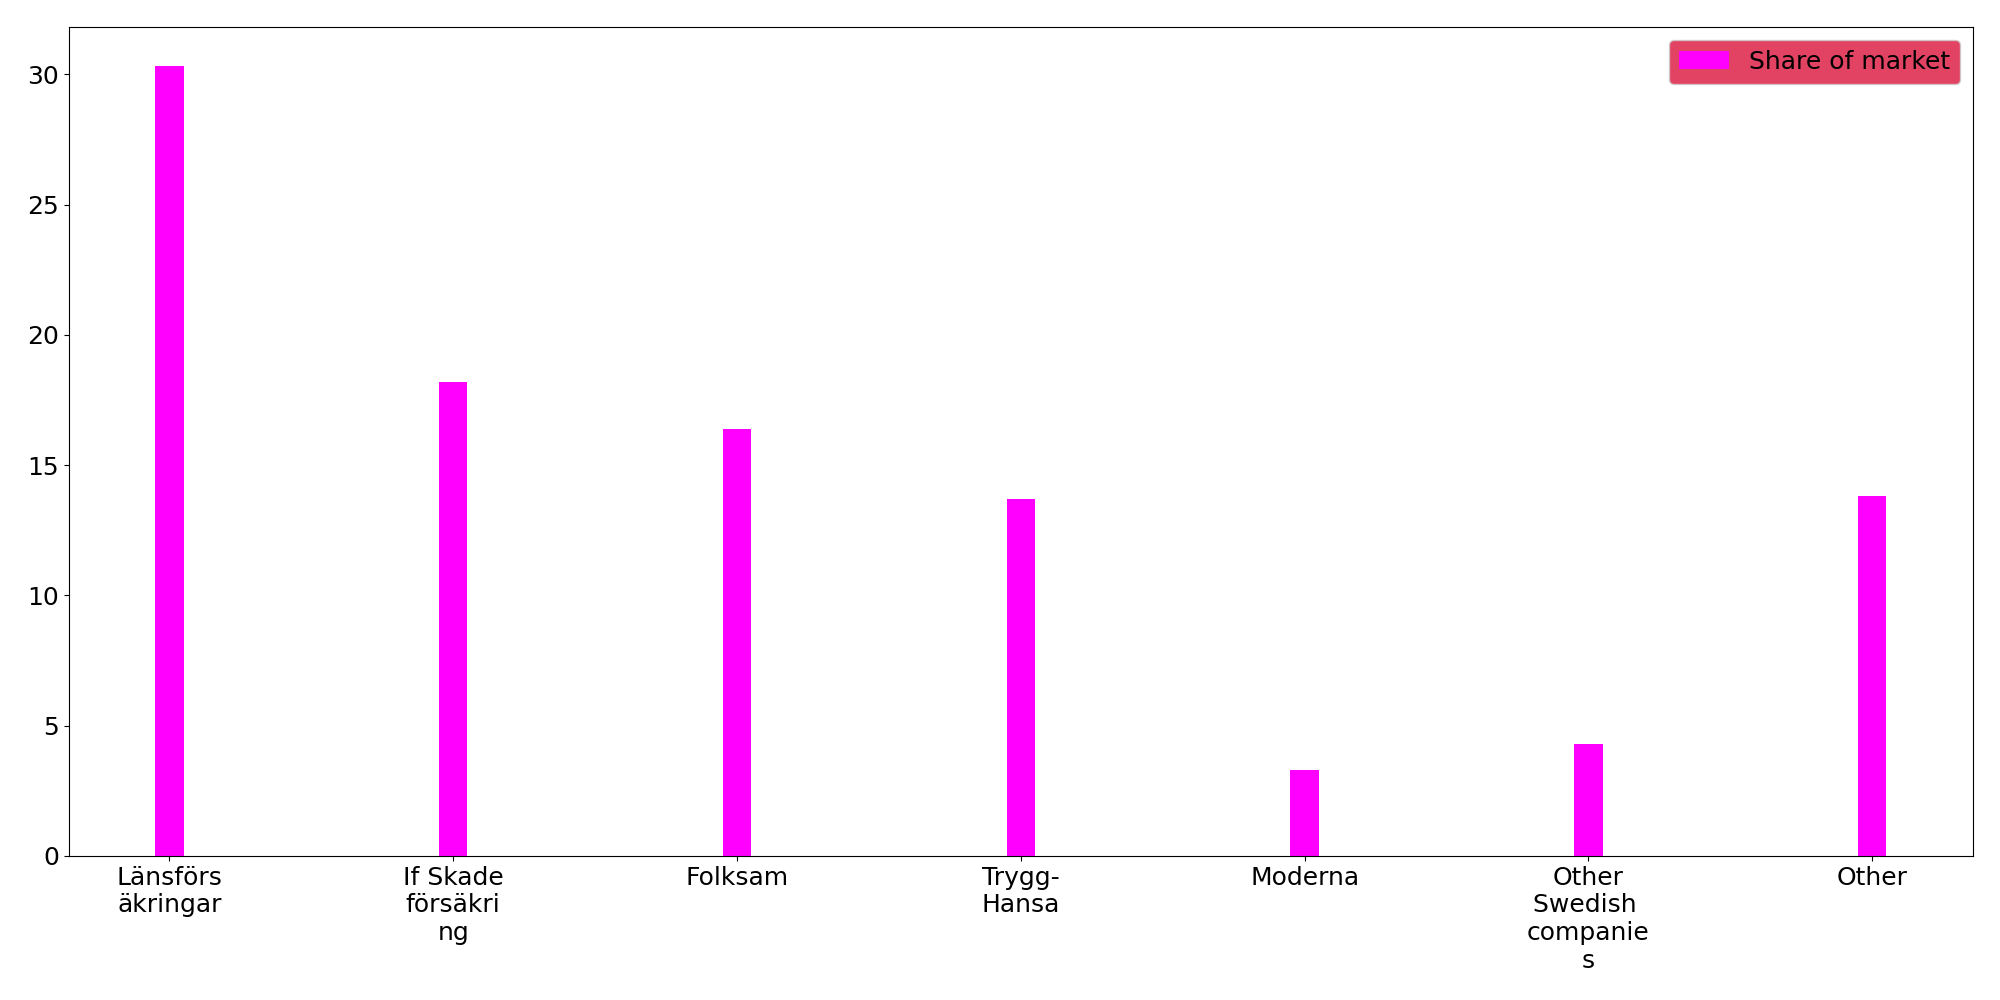 Share of market
30
25
20
15
10
5
0
Länsförs
äkringar
If Skade
försäkri
ng
Folksam
Trygg-
Hansa
Moderna
Other
Swedish
companie
s
Other